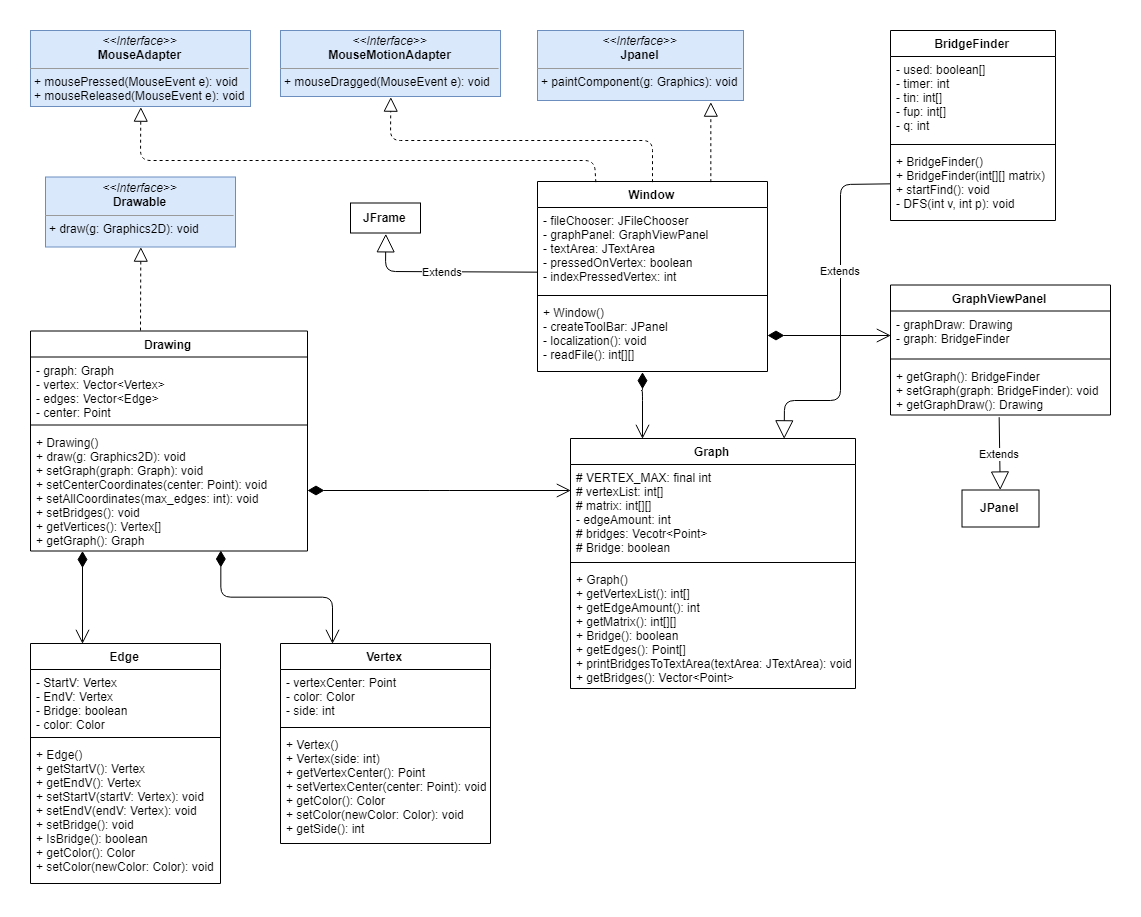 <<Interface>>
MouseAdapter
+ mousePressed(MouseEvent e): void
+ mouseReleased(MouseEvent e): void
<<Interface>>
MouseMotionAdapter
+ mouseDragged(MouseEvent e): void
<<Interface>>
Jpanel
+ paintComponent(g: Graphics): void
BridgeFinder
- used: boolean[]
- timer: int
- tin: int[]
- fup: int[]
- q: int
+ BridgeFinder()
+ BridgeFinder(int[][] matrix)
+ startFind(): void
- DFS(int v, int p): void
<<Interface>>
Drawable
+ draw(g: Graphics2D): void
JFrame
Extends
Window
- fileChooser: JFileChooser
- graphPanel: GraphViewPanel
- textArea: JTextArea
- pressedOnVertex: boolean
- indexPressedVertex: int
+ Window()
- createToolBar: JPanel
- localization(): void
- readFile(): int[][]
Extends
GraphViewPanel
- graphDraw: Drawing
- graph: BridgeFinder
+ getGraph(): BridgeFinder
+ setGraph(graph: BridgeFinder): void
+ getGraphDraw(): Drawing
Extends
JPanel
Drawing
- graph: Graph
- vertex: Vector<Vertex>
- edges: Vector<Edge>
- center: Point
+ Drawing()
+ draw(g: Graphics2D): void
+ setGraph(graph: Graph): void
+ setCenterCoordinates(center: Point): void
+ setAllCoordinates(max_edges: int): void
+ setBridges(): void
+ getVertices(): Vertex[]
+ getGraph(): Graph
Graph
# VERTEX_MAX: final int
# vertexList: int[]
# matrix: int[][]
- edgeAmount: int
# bridges: Vecotr<Point>
# Bridge: boolean
+ Graph()
+ getVertexList(): int[]
+ getEdgeAmount(): int
+ getMatrix(): int[][]
+ Bridge(): boolean
+ getEdges(): Point[]
+ printBridgesToTextArea(textArea: JTextArea): void
+ getBridges(): Vector<Point>
Edge
- StartV: Vertex
- EndV: Vertex
- Bridge: boolean
- color: Color
+ Edge()
+ getStartV(): Vertex
+ getEndV(): Vertex
+ setStartV(startV: Vertex): void
+ setEndV(endV: Vertex): void
+ setBridge(): void
+ IsBridge(): boolean
+ getColor(): Color
+ setColor(newColor: Color): void
Vertex
- vertexCenter: Point
- color: Color
- side: int
+ Vertex()
+ Vertex(side: int)
+ getVertexCenter(): Point
+ setVertexCenter(center: Point): void
+ getColor(): Color
+ setColor(newColor: Color): void
+ getSide(): int